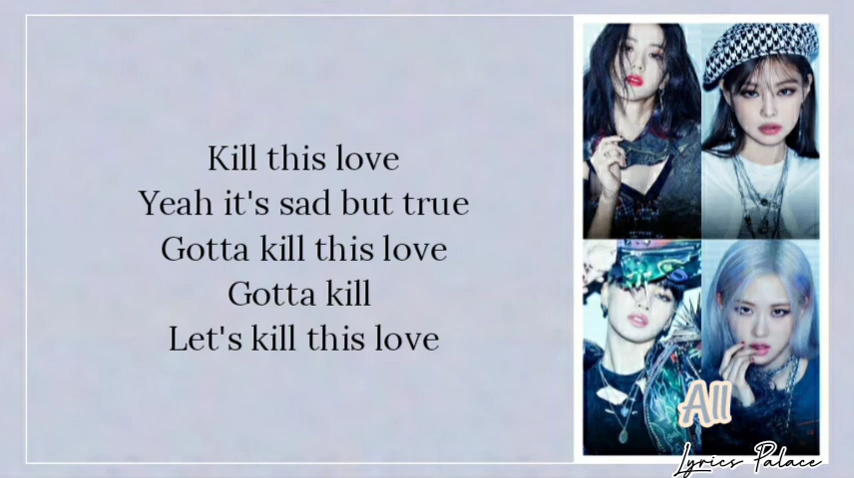 Kill this love
Yeah it's sad but true
Gotta kill this love
Gotta kill
Let's kill this love
All
Lyrics Palace